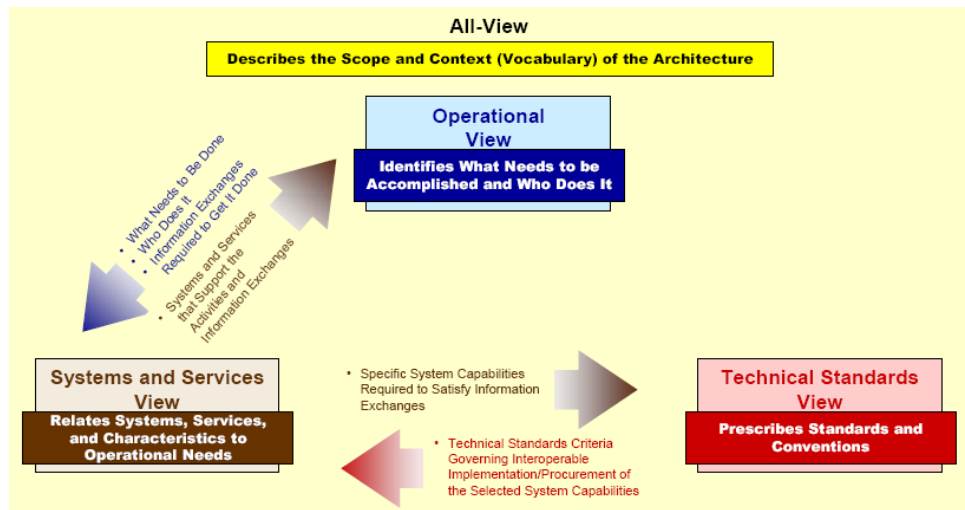 All-View
Describes the Scope and Context (Vocabulary) of the Architecture
Operational
View
Identifies What Needs to be
Accomplished and Who Does It
• What Needs to Be Done
• Who Does It
• Information Exchanges
Required to Get It Done
• Systems and Services
that Support the
Activities and
Information Exchanges
Systems and Services
View
Relates Systems, Services,
and Characteristics to
Operational Needs
• Specific System Capabilities
Required to Satisfy Information
Exchanges
• Technical Standards Criteria
Governing Interoperable
Implementation/Procurement of
the Selected System Capabilities
Technical Standards
View
Prescribes Standards and
Conventions